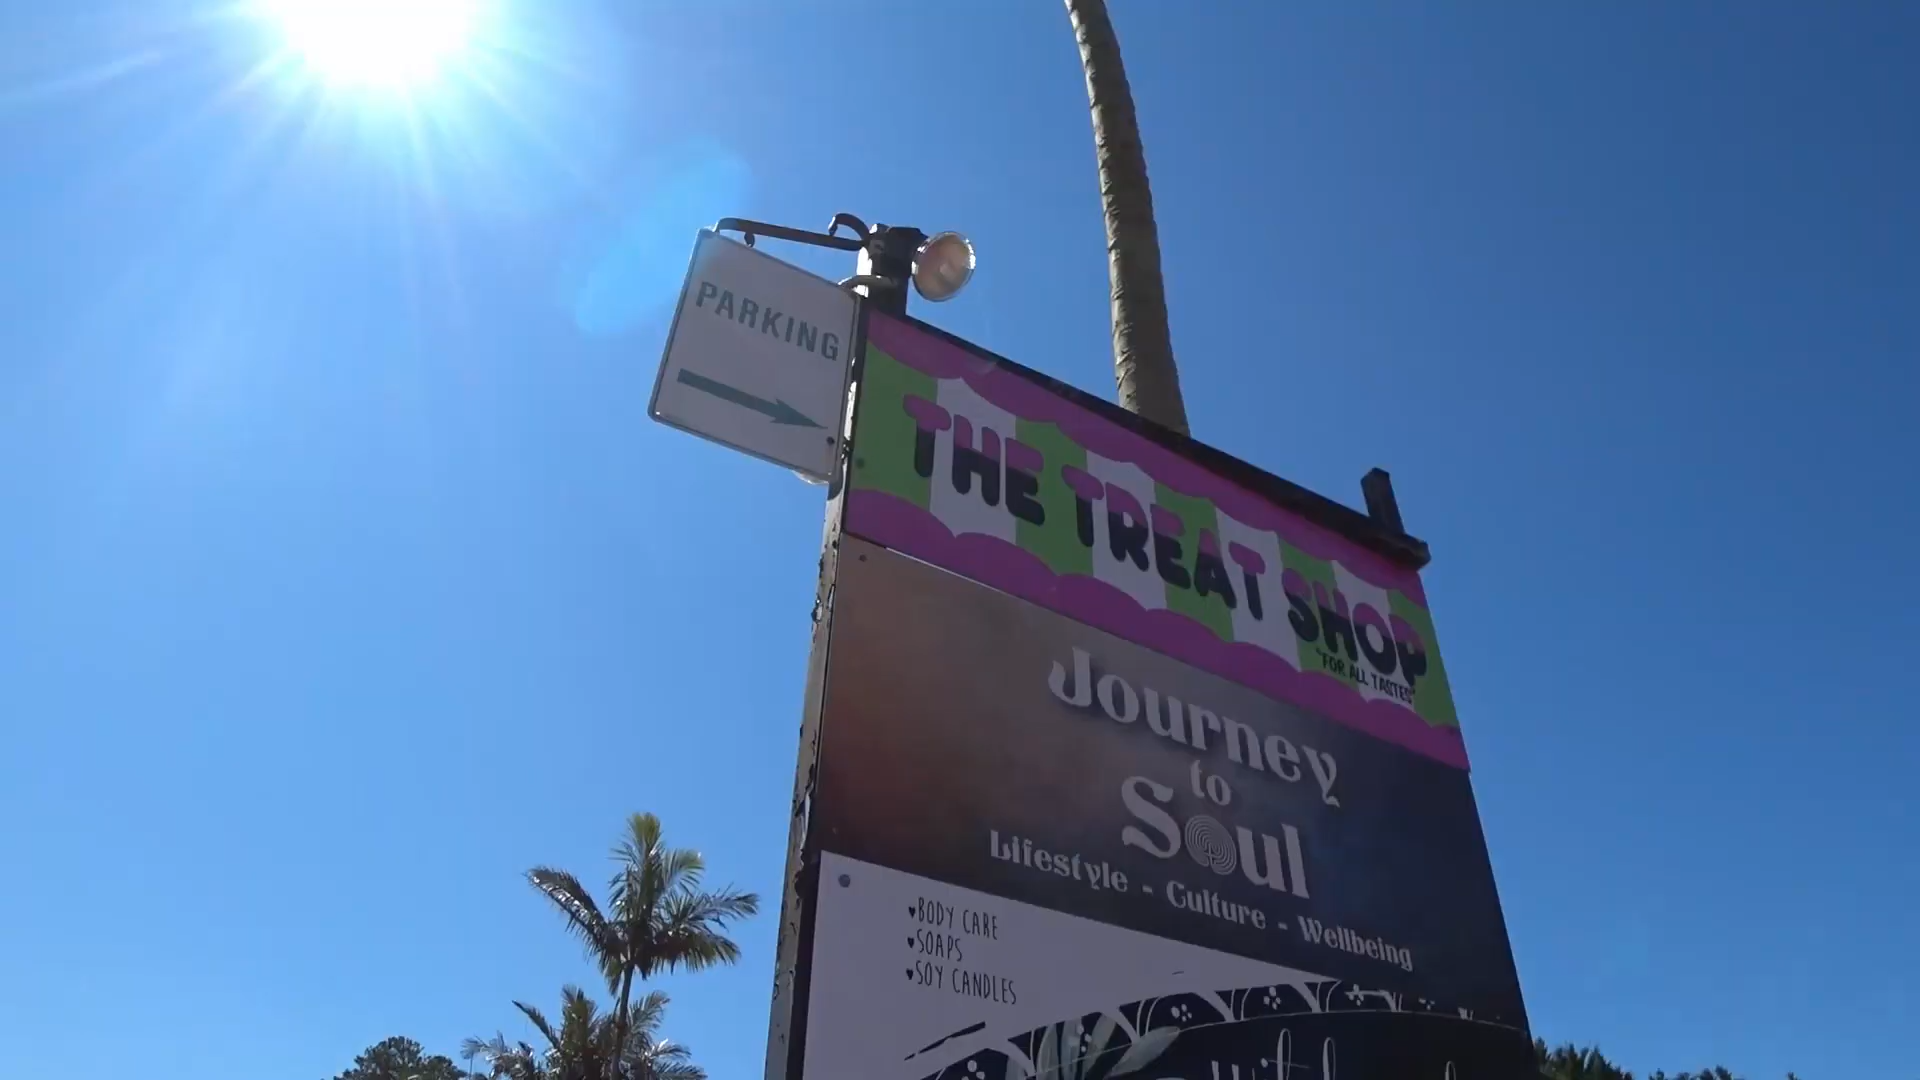 PARKING
THE TREAT SHOP
"FOR ALL TASTES"
Journey
to
Soul
Lifestyle - Culture - Wellbeing
♥BODY CARE
♥SOAPS
♥SOY CANDLES